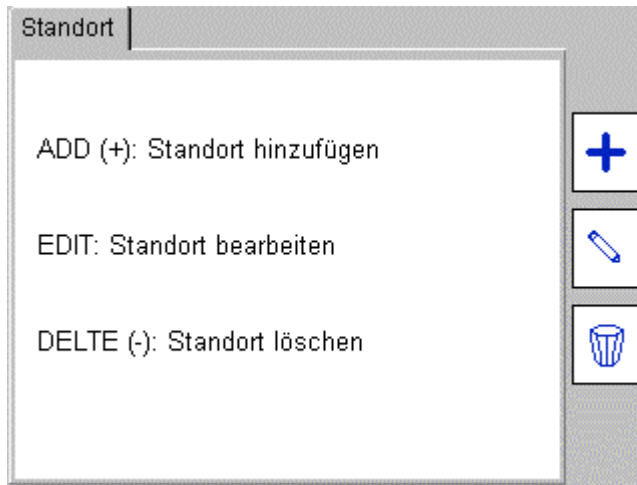 Standort
ADD (+): Standort hinzufügen
EDIT: Standort bearbeiten
DELTE (-): Standort löschen